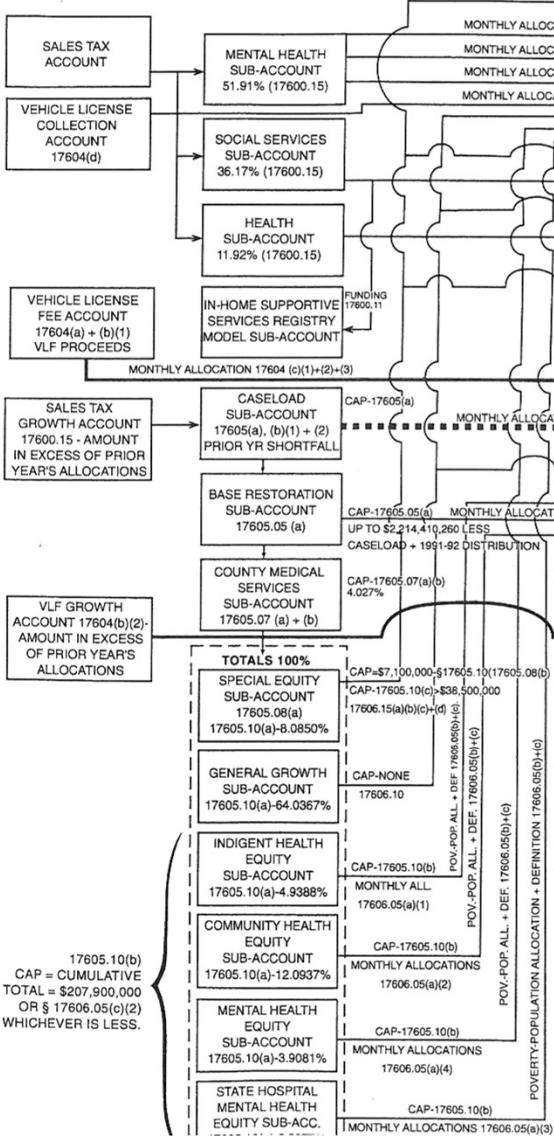 MONTHLY ALLOC
SALES TAX
ACCOUNT
MENTAL HEALTH
SUB-ACCOUNT
51.91% (17600.15)
MONTHLY ALLOC
MONTHLY ALLOC
MONTHLY ALLOCA
VEHICLE LICENSE
COLLECTION
ACCOUNT
17604(d)
SOCIAL SERVICES
SUB-ACCOUNT
36.17% (17600.15)
HEALTH
SUB-ACCOUNT
11.92% (17600.15)
VEHICLE LICENSE
FEE ACCOUNT
17604(a) + (b)(1)
VLF PROCEEDS
IN-HOME SUPPORTIVE
SERVICES REGISTRY
MODEL SUB-ACCOUNT
FUNDING
17600.11
MONTHLY ALLOCATION 17604 (c)(1)+(2)+(3)
SALES TAX
GROWTH ACCOUNT
17600.15 - AMOUNT
IN EXCESS OF PRIOR
YEAR'S ALLOCATIONS
CASELOAD
SUB-ACCOUNT
17605(a), (b)(1) + (2)
PRIOR YR SHORTFALL
CAP-17605(a)
MONTHLY ALLOCAT
BASE RESTORATION
SUB-ACCOUNT
17605.05 (a)
CAP-17605.05(a)
MONTHLY ALLOCAT
UP TO $2,214,410,260 LESS
CASELOAD + 1991-92 DISTRIBUTION
COUNTY MEDICAL
SERVICES
SUB-ACCOUNT
17605.07 (a) + (b)
CAP-17605.07(a)(b)
4.027%
VLF GROWTH
ACCOUNT 17604(b)(2)-
AMOUNT IN EXCESS
OF PRIOR YEAR'S
ALLOCATIONS
TOTALS 100%
SPECIAL EQUITY
SUB-ACCOUNT
17605.08(a)
17605.10(a)-8.0850%
CAP=$7,100,000-§17605.10(17605.08(b)
CAP-17605.10(c)>$38,500,000
17606.15(a)(b)(c)+(d)
GENERAL GROWTH
SUB-ACCOUNT
17605.10(a)-64.0367%
CAP-NONE
17606.10
INDIGENT HEALTH
EQUITY
SUB-ACCOUNT
17605.10(a)-4.9388%
CAP-17605.10(b)
MONTHLY ALL.
17606.05(a)(1)
COMMUNITY HEALTH
EQUITY
SUB-ACCOUNT
17605.10(a)-12.0937%
CAP-17605.10(b)
MONTHLY ALLOCATIONS
17606.05(a)(2)
17605.10(b)
CAP = CUMULATIVE
TOTAL = $207,900,000
OR § 17606.05(c)(2)
WHICHEVER IS LESS.
MENTAL HEALTH
EQUITY
SUB-ACCOUNT
17605.10(a)-3.9081%
CAP-17605.10(b)
MONTHLY ALLOCATIONS
17606.05(a)(4)
STATE HOSPITAL
MENTAL HEALTH
EQUITY SUB-ACC.
CAP-17605.10(b)
MONTHLY ALLOCATIONS 17606.05(a)(3)
POV.-POP. ALL. + DEF 17606.05(b)+(c).
POV.-POP. ALL. + DEF. 17606.05(b)+(c)
POV.-POP. ALL. + DEF. 17606.05(b)+(c)
POVERTY-POPULATION ALLOCATION + DEFINITION 17606.05(b)+(c)